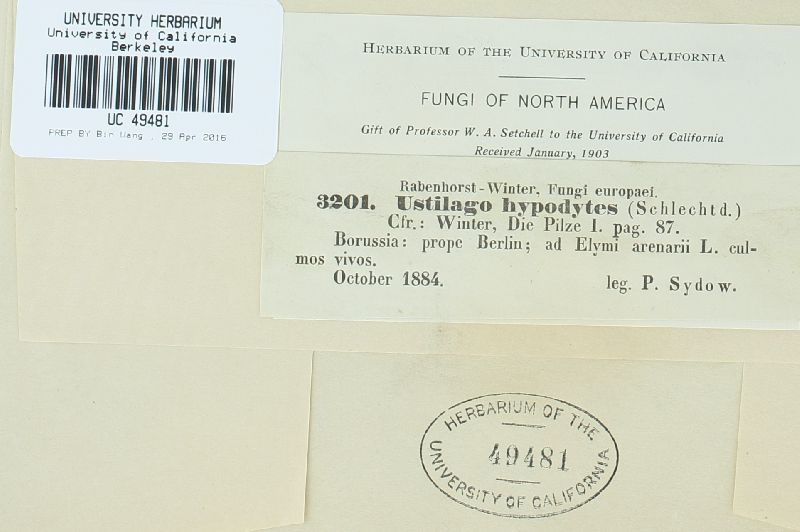 UNIVERSITY HERBARIUM
University of California
Berkeley
UC 49481
PREP BY Bin Wang , 29 Apr 2016
HERBARIUM OF THE UNIVERSITY OF CALIFORNIA
FUNGI OF NORTH AMERICA
Gift of Professor W. A. Setchell to the University of California
Received January, 1903
Rabenhorst-Winter, Fungi europaei.
3201. Ustilago hypodytes (Schlechtd.)
Cfr.: Winter, Die Pilze I. pag. 87.
Borussia: prope Berlin; ad Elymi arenarii L. cul-
mos vivos.
October 1884. leg. P. Sydow.
HERBARIUM OF THE
49481
UNIVERSITY OF CALIFORNIA